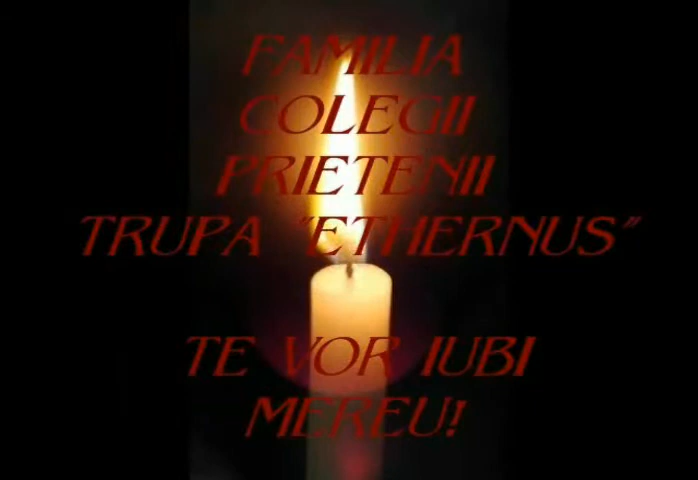 FAMILIA
COLEGII
PRIETENII
TRUPA "ETHERNUS"
TE VOR IUBI
MEREU!